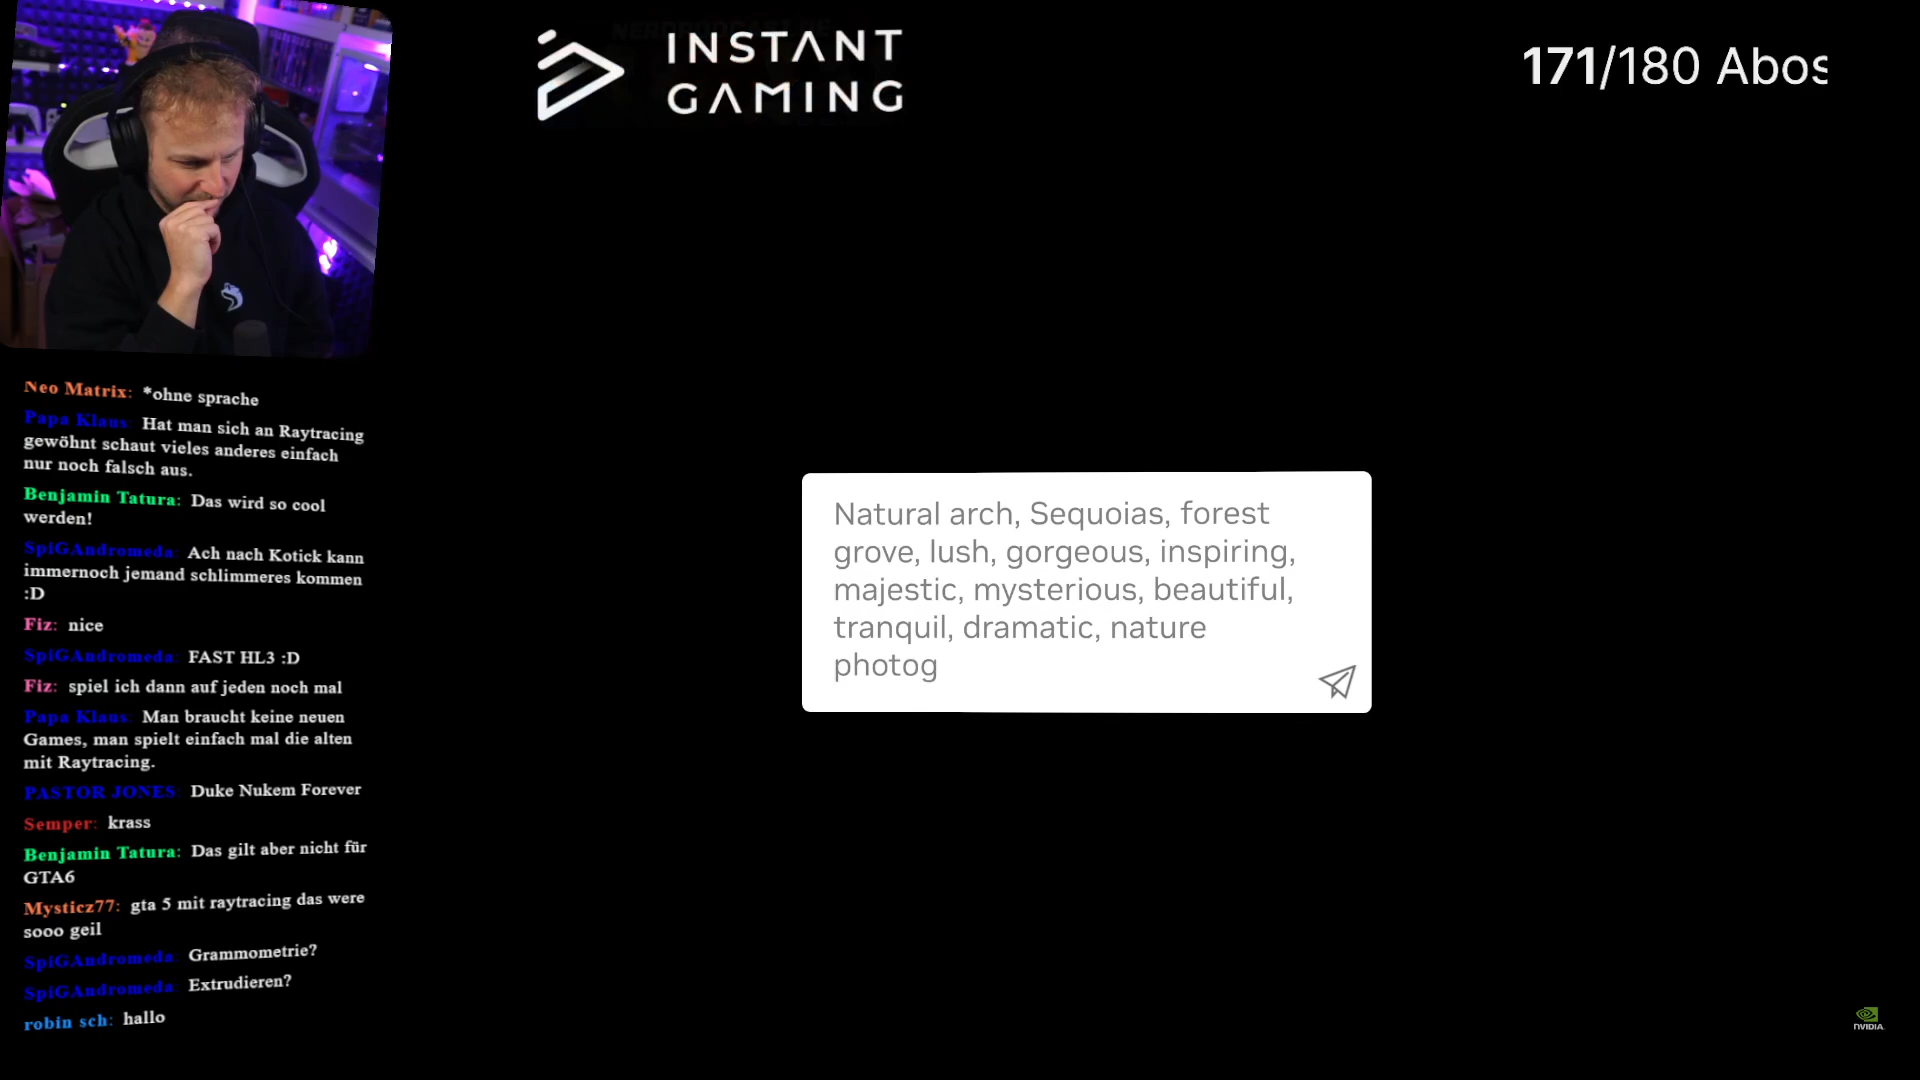 INSTANT
GAMING
171/180 Abos
Neo Matrix: *ohne sprache
Papa Klaus: Hat man sich an Raytracing
gewöhnt schaut vieles anderes einfach
nur noch falsch aus.
Benjamin Tatura: Das wird so cool
werden!
SpiGAndromeda: Ach nach Kotick kann
immernoch jemand schlimmeres kommen
:D
Fiz: nice
SpiGAndromeda: FAST HL3 :D
Fiz: spiel ich dann auf jeden noch mal
Papa Klaus: Man braucht keine neuen
Games, man spielt einfach mal die alten
mit Raytracing.
PASTOR JONES: Duke Nukem Forever
Semper: krass
Benjamin Tatura: Das gilt aber nicht für
GTA6
Mysticz77: gta 5 mit raytracing das were
sooo geil
SpiGAndromeda: Grammometrie?
SpiGAndromeda: Extrudieren?
robin sch: hallo
Natural arch, Sequoias, forest
grove, lush, gorgeous, inspiring,
majestic, mysterious, beautiful,
tranquil, dramatic, nature
photog
NVIDIA